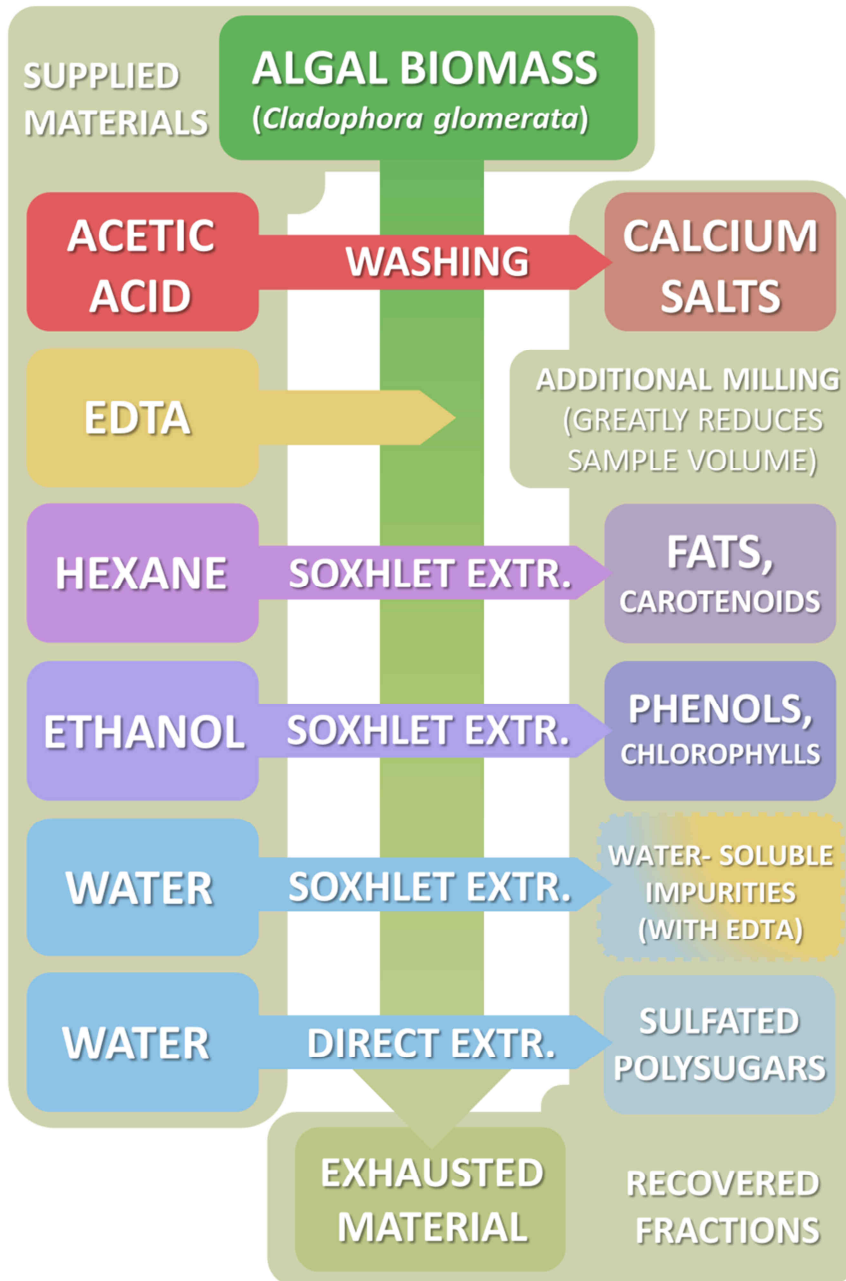 SUPPLIED
MATERIALS
ALGAL BIOMASS
(Cladophora glomerata)
ACETIC
ACID
WASHING
CALCIUM
SALTS
EDTA
ADDITIONAL MILLING
(GREATLY REDUCES
SAMPLE VOLUME)
HEXANE
SOXHLET EXTR.
FATS,
CAROTENOIDS
ETHANOL
SOXHLET EXTR.
PHENOLS,
CHLOROPHYLLS
WATER
SOXHLET EXTR.
WATER- SOLUBLE
IMPURITIES
(WITH EDTA)
WATER
DIRECT EXTR.
SULFATED
POLYSUGARS
EXHAUSTED
MATERIAL
RECOVERED
FRACTIONS